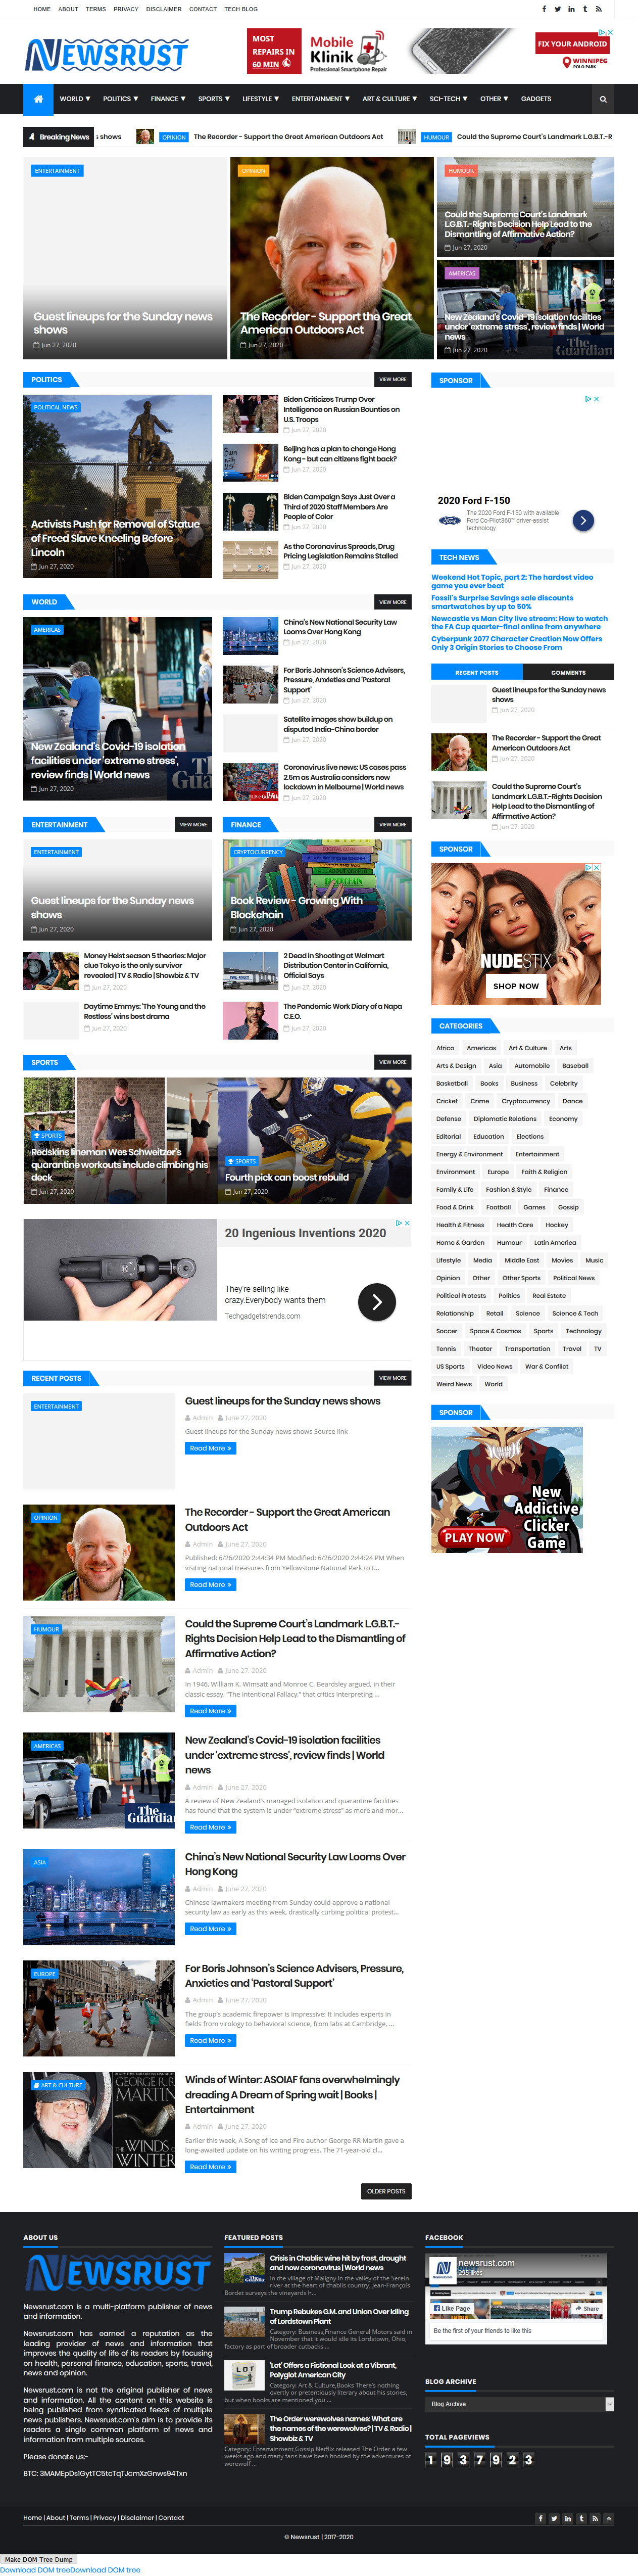 HOME ABOUT TERMS PRIVACY DISCLAIMER CONTACT TECH BLOG
NEWSRUST
MOST REPAIRS IN 60 MIN
Mobile Klinik
Professional Smartphone Repair
FIX YOUR ANDROID
WINNIPEG
POLO PARK
WORLD POLITICS FINANCE SPORTS LIFESTYLE ENTERTAINMENT ART & CULTURE SCI-TECH OTHER GADGETS
Breaking News
s shows
OPINION The Recorder - Support the Great American Outdoors Act
HUMOUR Could the Supreme Court's Landmark L.G.B.T.-R
ENTERTAINMENT
Guest lineups for the Sunday news
shows
Jun 27, 2020
OPINION
The Recorder - Support the Great
American Outdoors Act
Jun 27, 2020
HUMOUR
Could the Supreme Court's Landmark
L.G.B.T.-Rights Decision Help Lead to the
Dismantling of Affirmative Action?
Jun 27, 2020
AMERICAS
New Zealand's Covid-19 isolation facilities
under 'extreme stress', review finds | World
news
Jun 27, 2020
POLITICS
VIEW MORE
POLITICAL NEWS
Activists Push for Removal of Statue
of Freed Slave Kneeling Before
Lincoln
Jun 27, 2020
Biden Criticizes Trump Over
Intelligence on Russian Bounties on
U.S. Troops
Jun 27, 2020
Beijing has a plan to change Hong
Kong - but can citizens fight back?
Jun 27, 2020
Biden Campaign Says Just Over a
Third of 2020 Staff Members Are
People of Color
Jun 27, 2020
As the Coronavirus Spreads, Drug
Pricing Legislation Remains Stalled
Jun 27, 2020
WORLD
VIEW MORE
AMERICAS
New Zealand's Covid-19 isolation
facilities under 'extreme stress',
review finds | World news
Jun 27, 2020
China's New National Security Law
Looms Over Hong Kong
Jun 27, 2020
For Boris Johnson's Science Advisers,
Pressure, Anxieties and 'Pastoral
Support'
Jun 27, 2020
Satellite images show buildup on
disputed India-China border
Jun 27, 2020
Coronavirus live news: US cases pass
2.5m as Australia considers new
lockdown in Melbourne | World news
Jun 27, 2020
ENTERTAINMENT
VIEW MORE
ENTERTAINMENT
Guest lineups for the Sunday news
shows
Jun 27, 2020
Money Heist season 5 theories: Major
clue Tokyo is the only survivor
revealed | TV & Radio | Showbiz & TV
Jun 27, 2020
Daytime Emmys: 'The Young and the
Restless' wins best drama
Jun 27, 2020
FINANCE
VIEW MORE
CRYPTOCURRENCY
Book Review - Growing With
Blockchain
Jun 27, 2020
2 Dead in Shooting at Walmart
Distribution Center in California,
Official Says
Jun 27, 2020
The Pandemic Work Diary of a Napa
C.E.O.
Jun 27, 2020
SPORTS
VIEW MORE
SPORTS
Redskins lineman Wes Schweitzer's
quarantine workouts include climbing his
deck
Jun 27, 2020
SPORTS
Fourth pick can boost rebuild
Jun 27, 2020
20 Ingenious Inventions 2020
They're selling like
crazy.Everybody wants them
Techgadgetstrends.com
RECENT POSTS
VIEW MORE
ENTERTAINMENT
Guest lineups for the Sunday news shows
Admin June 27, 2020
Guest lineups for the Sunday news shows Source link
Read More »
OPINION
The Recorder - Support the Great American
Outdoors Act
Admin June 27, 2020
Published: 6/26/2020 2:44:34 PM Modified: 6/26/2020 2:44:24 PM When
visiting national treasures from Yellowstone National Park to t...
Read More »
HUMOUR
Could the Supreme Court's Landmark L.G.B.T.-
Rights Decision Help Lead to the Dismantling of
Affirmative Action?
Admin June 27, 2020
In 1946, William K. Wimsatt and Monroe C. Beardsley argued, in their
classic essay, "The Intentional Fallacy," that critics interpreting ...
Read More »
AMERICAS
New Zealand's Covid-19 isolation facilities
under 'extreme stress', review finds | World
news
Admin June 27, 2020
A review of New Zealand's managed isolation and quarantine facilities
has found that the system is under "extreme stress" as more and mor...
Read More »
ASIA
China's New National Security Law Looms Over
Hong Kong
Admin June 27, 2020
Chinese lawmakers meeting from Sunday could approve a national
security law as early as this week, drastically curbing political protest...
Read More »
EUROPE
For Boris Johnson's Science Advisers, Pressure,
Anxieties and 'Pastoral Support'
Admin June 27, 2020
The group's academic firepower is impressive: It includes experts in
fields from virology to behavioral science, from labs at Cambridge, ...
Read More »
ART & CULTURE
Winds of Winter: ASOIAF fans overwhelmingly
dreading A Dream of Spring wait | Books |
Entertainment
Admin June 27, 2020
Earlier this week, A Song of Ice and Fire author George RR Martin gave a
long-awaited update on his writing progress. The 71-year-old cl...
Read More »
OLDER POSTS
SPONSOR
2020 Ford F-150
The 2020 Ford F-150 with available
Ford Co-Pilot360™ driver-assist
technology.
TECH NEWS
Weekend Hot Topic, part 2: The hardest video
game you ever beat
Fossil's Surprise Savings sale discounts
smartwatches by up to 50%
Newcastle vs Man City live stream: How to watch
the FA Cup quarter-final online from anywhere
Cyberpunk 2077 Character Creation Now Offers
Only 3 Origin Stories to Choose From
RECENT POSTS COMMENTS
Guest lineups for the Sunday news
shows
Jun 27, 2020
The Recorder - Support the Great
American Outdoors Act
Jun 27, 2020
Could the Supreme Court's
Landmark L.G.B.T.-Rights Decision
Help Lead to the Dismantling of
Affirmative Action?
Jun 27, 2020
SPONSOR
NUDESTIX
SHOP NOW
CATEGORIES
Africa Americas Art & Culture Arts
Arts & Design Asia Automobile Baseball
Basketball Books Business Celebrity
Cricket Crime Cryptocurrency Dance
Defense Diplomatic Relations Economy
Editorial Education Elections
Energy & Environment Entertainment
Environment Europe Faith & Religion
Family & Life Fashion & Style Finance
Food & Drink Football Games Gossip
Health & Fitness Health Care Hockey
Home & Garden Humour Latin America
Lifestyle Media Middle East Movies Music
Opinion Other Other Sports Political News
Political Protests Politics Real Estate
Relationship Retail Science Science & Tech
Soccer Space & Cosmos Sports Technology
Tennis Theater Transportation Travel TV
US Sports Video News War & Conflict
Weird News World
SPONSOR
New
Addictive
Clicker
Game
PLAY NOW
ABOUT US
NEWSRUST
Newsrust.com is a multi-platform publisher of news
and information.
Newsrust.com has earned a reputation as the
leading provider of news and information that
improves the quality of life of its readers by focusing
on health, personal finance, education, sports, travel,
news and opinion.
Newsrust.com is not the original publisher of news
and information. All the content on this website is
being published from syndicated feeds of multiple
news publishers. Newsrust.com's aim is to provide its
readers a single common platform of news and
information from multiple sources.
Please donate us:-
BTC: 3MAMEpDs1GytTC5tcTqTJcmXzGnws94Txn
FEATURED POSTS
Crisis in Chablis: wine hit by frost, drought
and now coronavirus | World news
In the village of Maligny in the valley of the Serein
river at the heart of chablis country, Jean-François
Bordet surveys the vineyards h...
Trump Rebukes G.M. and Union Over Idling
of Lordstown Plant
Category: Business,Finance General Motors said in
November that it would idle its Lordstown, Ohio,
factory as part of broader cutbacks ...
'Lot' Offers a Fictional Look at a Vibrant,
Polyglot American City
Category: Art & Culture,Books There's nothing
overtly or pretentiously literary about his stories,
but when books are mentioned you ...
The Order werewolves names: What are
the names of the werewolves? | TV & Radio |
Showbiz & TV
Category: Entertainment,Gossip Netflix released The Order a few
weeks ago and many fans have been hooked by the adventures of
werewolf ...
FACEBOOK
newsrust.com
295 likes
Like Page
Share
Be the first of your friends to like this
BLOG ARCHIVE
Blog Archive
TOTAL PAGEVIEWS
1937923
Home | About | Terms | Privacy | Disclaimer | Contact
© Newsrust | 2017-2020
Make DOM Tree Dump
Download DOM treeDownload DOM tree